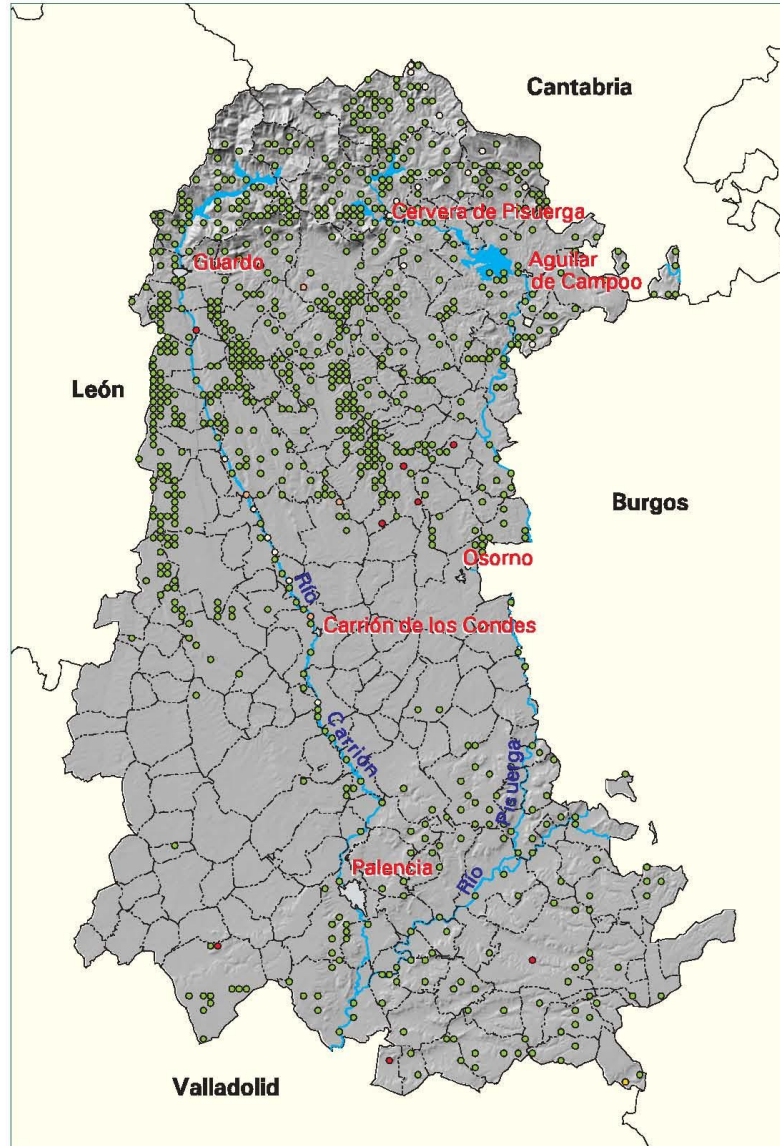 Cantabria
Cervera de Pisuerga
Guardo
Aguilar
de Campoo
León
Burgos
Osorno
Río
Carrión de los Condes
Carrión
Pisuerga
Palencia
Río
Valladolid